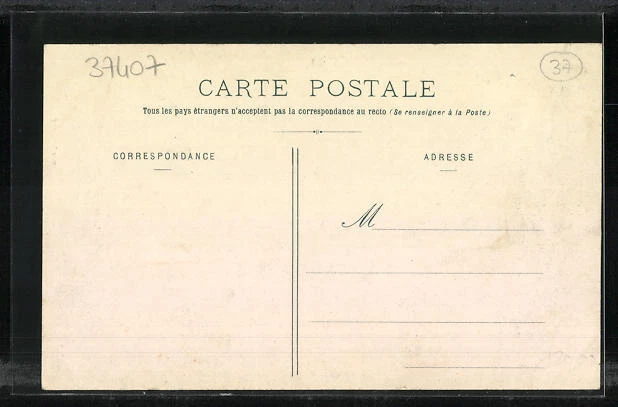 37407
37
CARTE POSTALE
Tous les pays étrangers n'acceptent pas la correspondance au recto (Se renseigner à la Poste)
CORRESPONDANCE
ADRESSE
M